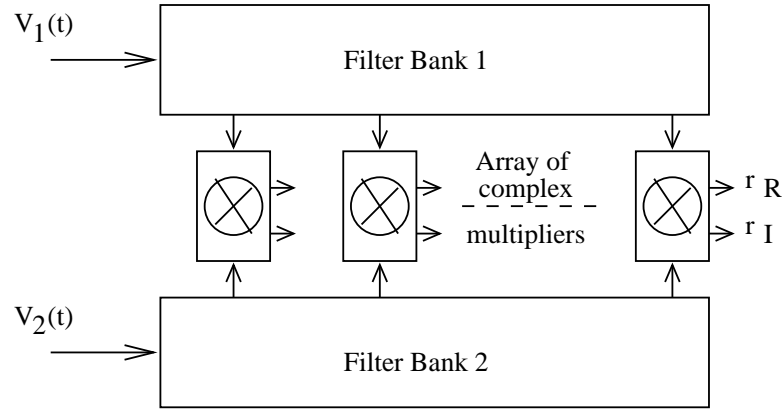 V1(t)
Filter Bank 1
Array of
complex
multipliers
r R
r I
V2(t)
Filter Bank 2